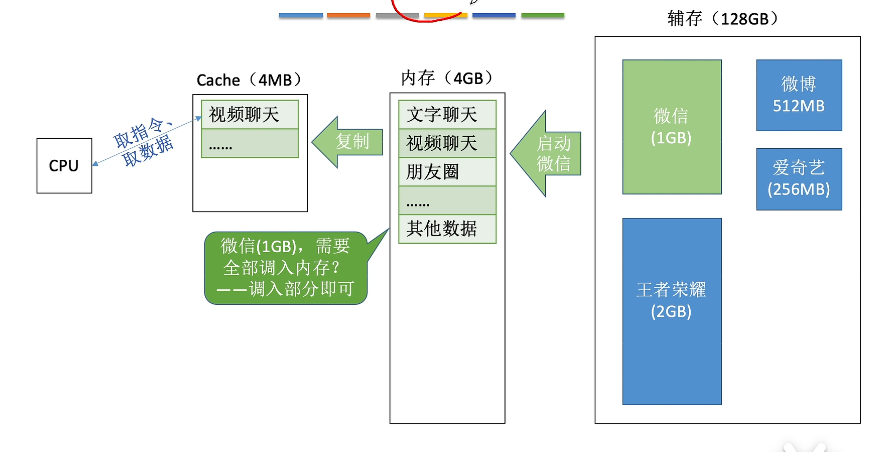 辅存（128GB）
Cache（4MB）
内存（4GB）
CPU
取指令、
取数据
视频聊天
……
复制
文字聊天
视频聊天
朋友圈
……
其他数据
启动
微信
微信
(1GB)
微博
512MB
爱奇艺
(256MB)
王者荣耀
(2GB)
微信(1GB)，需要
全部调入内存？
——调入部分即可